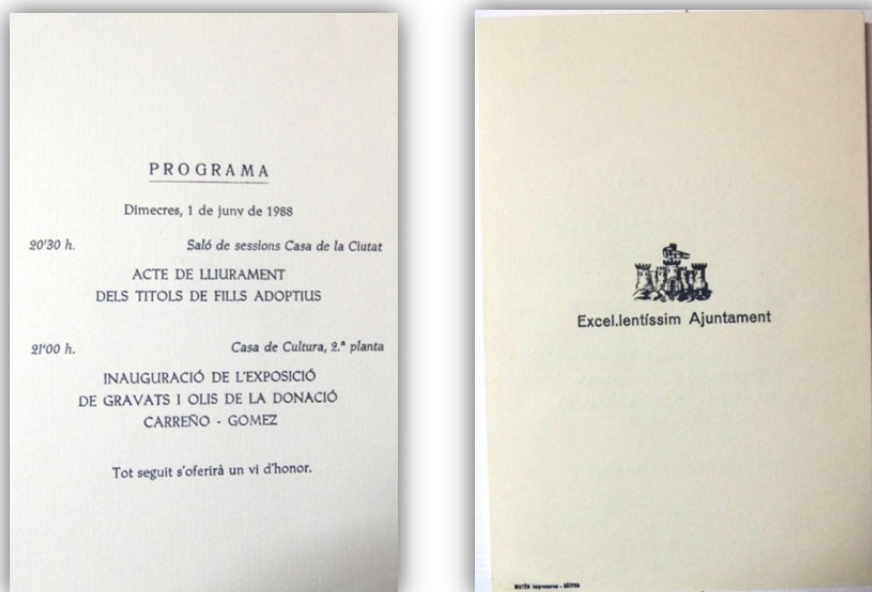 PROGRAMA
Dimecres, 1 de juny de 1988
20'30 h. Saló de sessions Casa de la Ciutat
ACTE DE LLIURAMENT
DELS TITOLS DE FILLS ADOPTIUS
21'00 h. Casa de Cultura, 2.ª planta
INAUGURACIÓ DE L'EXPOSICIÓ
DE GRAVATS I OLIS DE LA DONACIÓ
CARREÑO - GOMEZ
Tot seguit s'oferirà un vi d'honor.
Excel.lentíssim Ajuntament